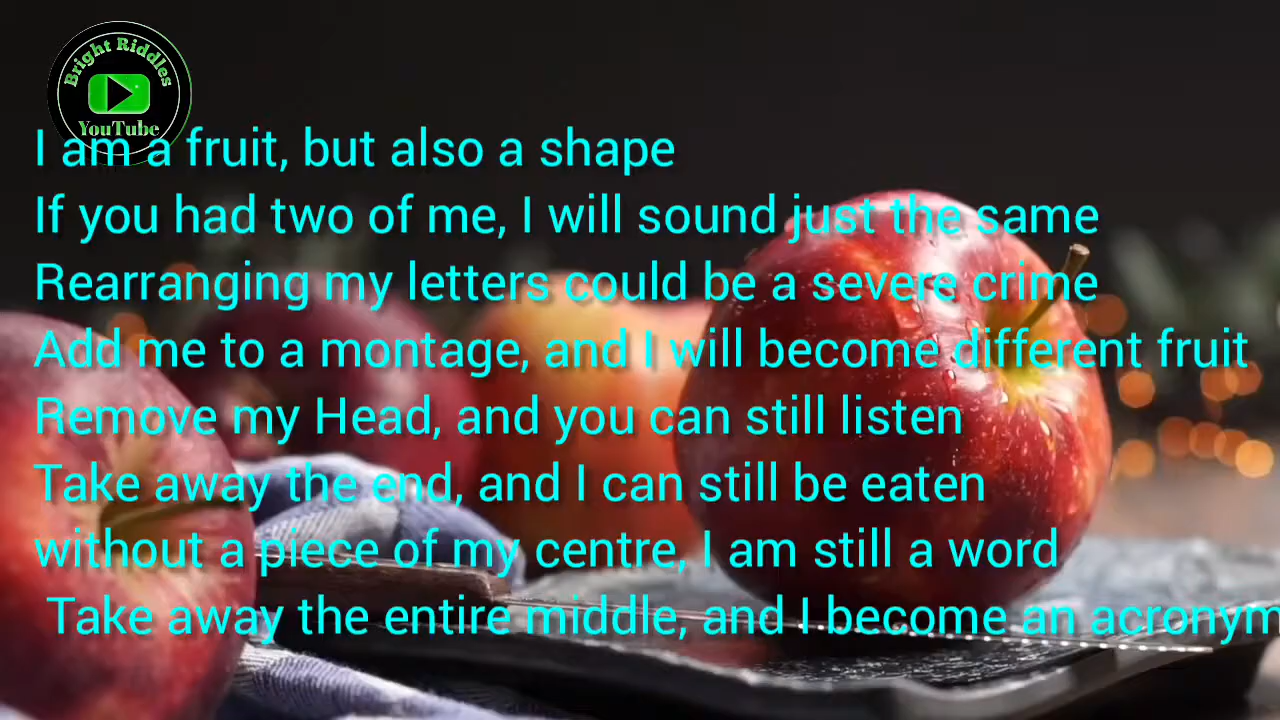 Bright Riddles
YouTube
I am a fruit, but also a shape
If you had two of me, I will sound just the same
Rearranging my letters could be a severe crime
Add me to a montage, and I will become different fruit
Remove my Head, and you can still listen
Take away the end, and I can still be eaten
without a piece of my centre, I am still a word
Take away the entire middle, and I become an acronym